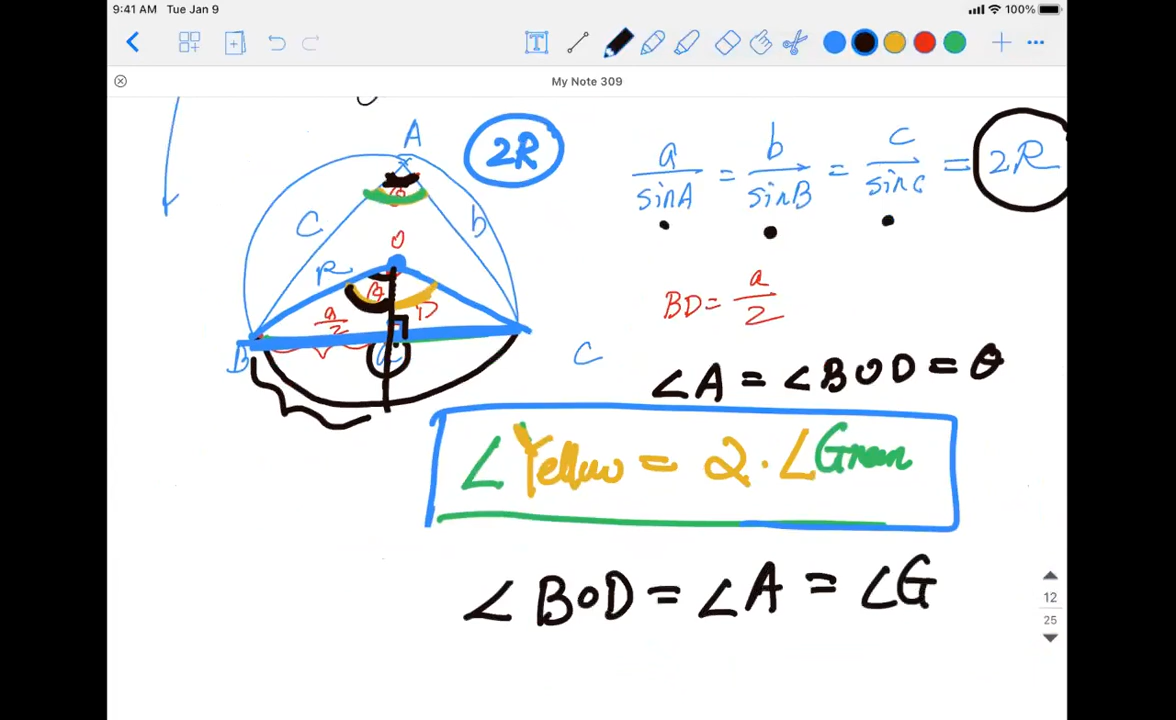 9:41 AM Tue Jan 9
100%
T
My Note 309
A
2R
a/sinA = b/sinB = c/sinC = 2R
C
b
O
R
θ
θ
D
a/2
BD = a/2
B
a
C
∠A = ∠BOD = θ
∠Yellow = 2 · ∠Green
∠BOD = ∠A = ∠G
12
25